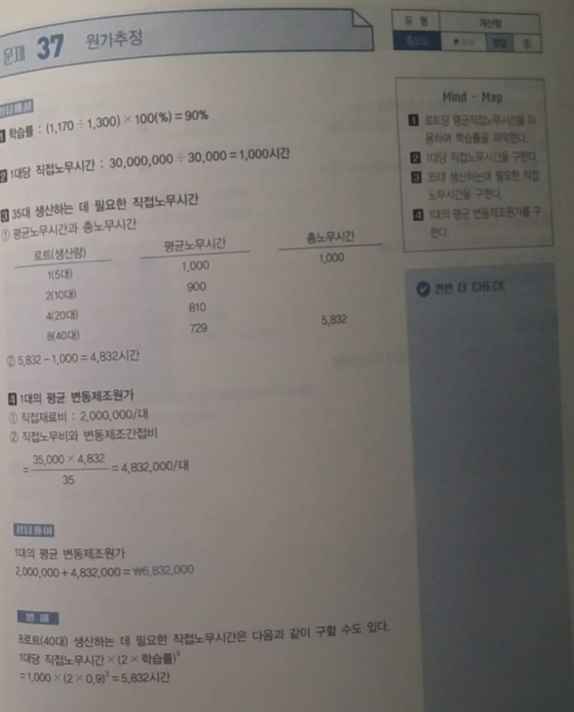 문제 37 원가추정
유 형 계산형
중요도 정답 ⑤
정답해설
1 학습률 : (1,170 ÷ 1,300) × 100(%) = 90%
2 1대당 직접노무시간 : 30,000,000 ÷ 30,000 = 1,000시간
3 35대 생산하는 데 필요한 직접노무시간
① 평균노무시간과 총노무시간
로트(생산량) 평균노무시간 총노무시간
1(5대) 1,000 1,000
2(10대) 900
4(20대) 810
8(40대) 729 5,832
② 5,832 - 1,000 = 4,832시간
4 1대의 평균 변동제조원가
① 직접재료비 : 2,000,000/대
② 직접노무비와 변동제조간접비
= 35,000 × 4,832
35
= 4,832,000/대
정답풀이
1대의 평균 변동제조원가
2,000,000 + 4,832,000 = ₩6,832,000
별 해
8로트(40대) 생산하는 데 필요한 직접노무시간은 다음과 같이 구할 수도 있다.
1대당 직접노무시간 × (2 × 학습률)³
= 1,000 × (2 × 0.9)³ = 5,832시간
Mind - Map
1 로트당 평균직접노무시간을 이
용하여 학습률을 파악한다.
2 1대당 직접노무시간을 구한다.
3 35대 생산하는데 필요한 직접
노무시간을 구한다.
4 1대의 평균 변동제조원가를 구
한다.
한번 더 CHECK